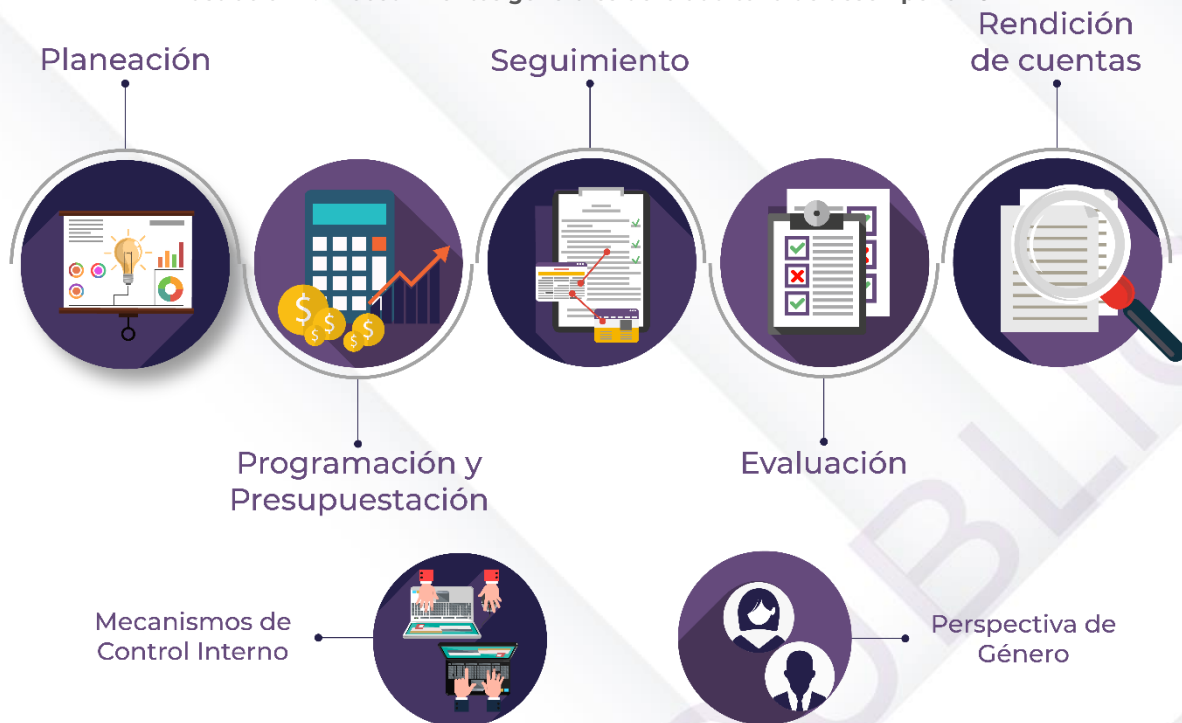 Planeación
Seguimiento
Rendición
de cuentas
Programación y
Presupuestación
Evaluación
Mecanismos de
Control Interno
Perspectiva de
Género